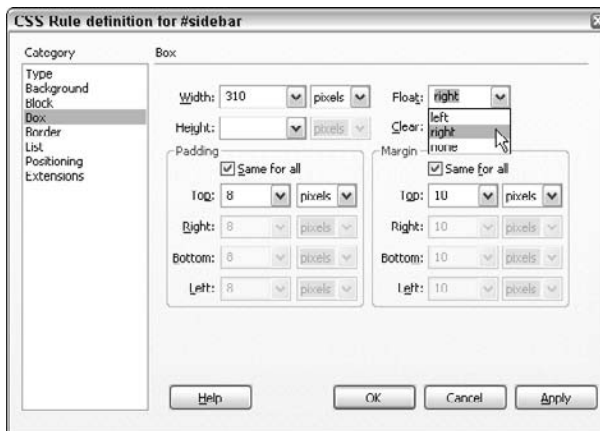 CSS Rule definition for #sidebar
Category
Box
Type
Background
Block
Box
Border
List
Positioning
Extensions
Width: 310 pixels
Float: right
left
right
none
Height: pixels
Clear:
Padding
Same for all
Top: 8 pixels
Right: 8 pixels
Bottom: 8 pixels
Left: 8 pixels
Margin
Same for all
Top: 10 pixels
Right: 10 pixels
Bottom: 10 pixels
Left: 10 pixels
Help
OK
Cancel
Apply